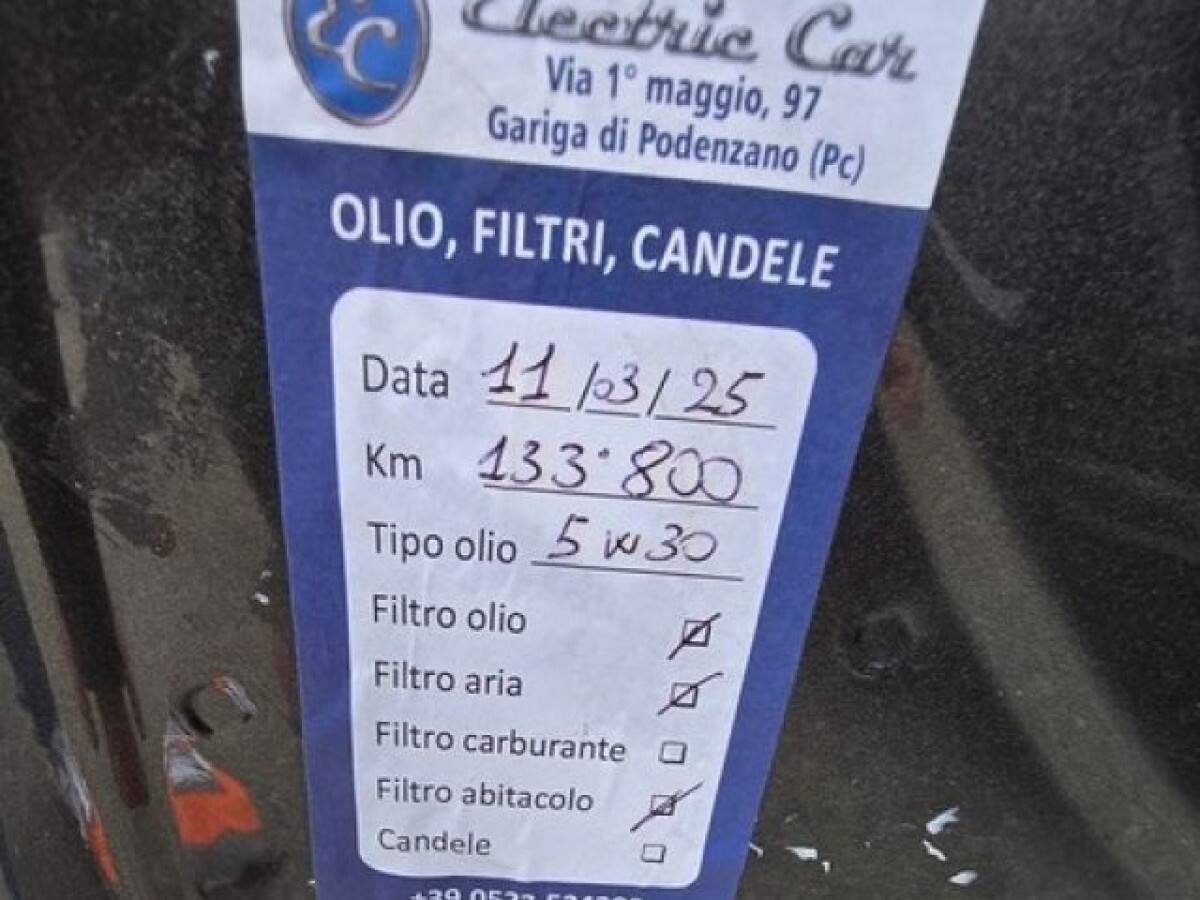 EC
Electric Car
Via 1° maggio, 97
Gariga di Podenzano (Pc)
OLIO, FILTRI, CANDELE
Data 11/03/25
Km 133.800
Tipo olio 5w30
Filtro olio
Filtro aria
Filtro carburante
Filtro abitacolo
Candele